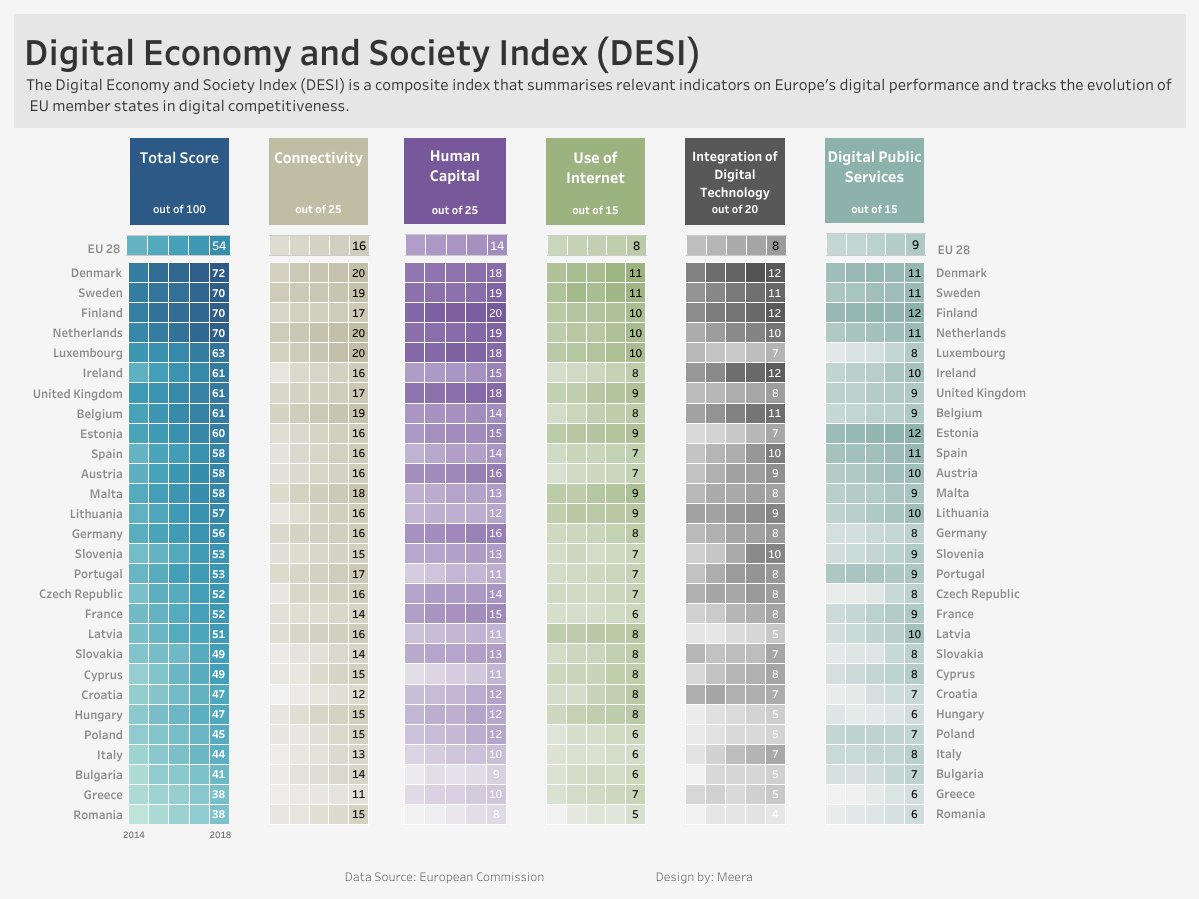 Digital Economy and Society Index (DESI)
The Digital Economy and Society Index (DESI) is a composite index that summarises relevant indicators on Europe's digital performance and tracks the evolution of
EU member states in digital competitiveness.
Total Score
out of 100
Connectivity
out of 25
Human
Capital
out of 25
Use of
Internet
out of 15
Integration of
Digital
Technology
out of 20
Digital Public
Services
out of 15
EU 28 54 16 14 8 8 9 EU 28
Denmark 72 20 18 11 12 11 Denmark
Sweden 70 19 19 11 11 11 Sweden
Finland 70 17 20 10 12 12 Finland
Netherlands 70 20 19 10 10 11 Netherlands
Luxembourg 63 20 18 10 7 8 Luxembourg
Ireland 61 16 15 8 12 10 Ireland
United Kingdom 61 17 18 9 8 9 United Kingdom
Belgium 61 19 14 8 11 9 Belgium
Estonia 60 16 15 9 7 12 Estonia
Spain 58 16 14 7 10 11 Spain
Austria 58 16 16 7 9 10 Austria
Malta 58 18 13 9 8 9 Malta
Lithuania 57 16 12 9 9 10 Lithuania
Germany 56 16 16 8 8 8 Germany
Slovenia 53 15 13 7 10 9 Slovenia
Portugal 53 17 11 7 8 9 Portugal
Czech Republic 52 16 14 7 8 8 Czech Republic
France 52 14 15 6 8 9 France
Latvia 51 16 11 8 5 10 Latvia
Slovakia 49 14 13 8 7 8 Slovakia
Cyprus 49 15 11 8 8 8 Cyprus
Croatia 47 12 12 8 7 7 Croatia
Hungary 47 15 12 8 5 6 Hungary
Poland 45 15 12 6 5 7 Poland
Italy 44 13 10 6 7 8 Italy
Bulgaria 41 14 9 6 5 7 Bulgaria
Greece 38 11 10 7 5 6 Greece
Romania 38 15 8 5 4 6 Romania
2014 2018
Data Source: European Commission Design by: Meera